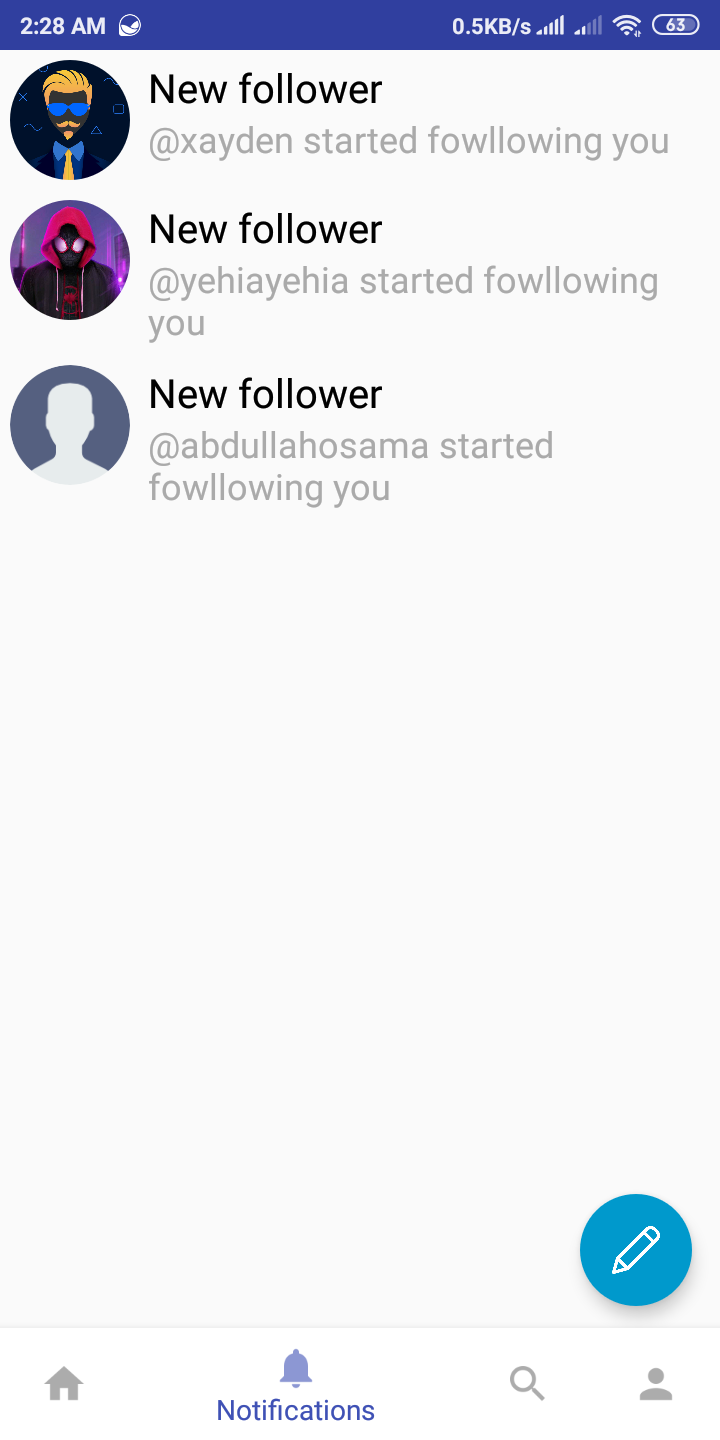 2:28 AM 0.5KB/s 63
New follower
@xayden started fowllowing you
New follower
@yehiayehia started fowllowing
you
New follower
@abdullahosama started
fowllowing you
Notifications